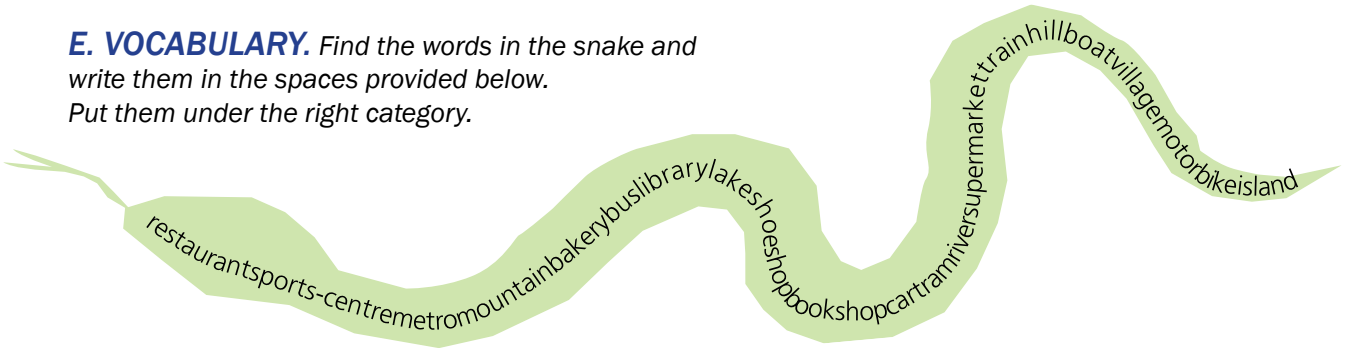 E. VOCABULARY. Find the words in the snake and
write them in the spaces provided below.
Put them under the right category.
restaurantsports-centremetromountainbakerybuslibrarylakeshoeshopbookshopcartramriversupermarkettrainhillboatvillagemotorbikeisland